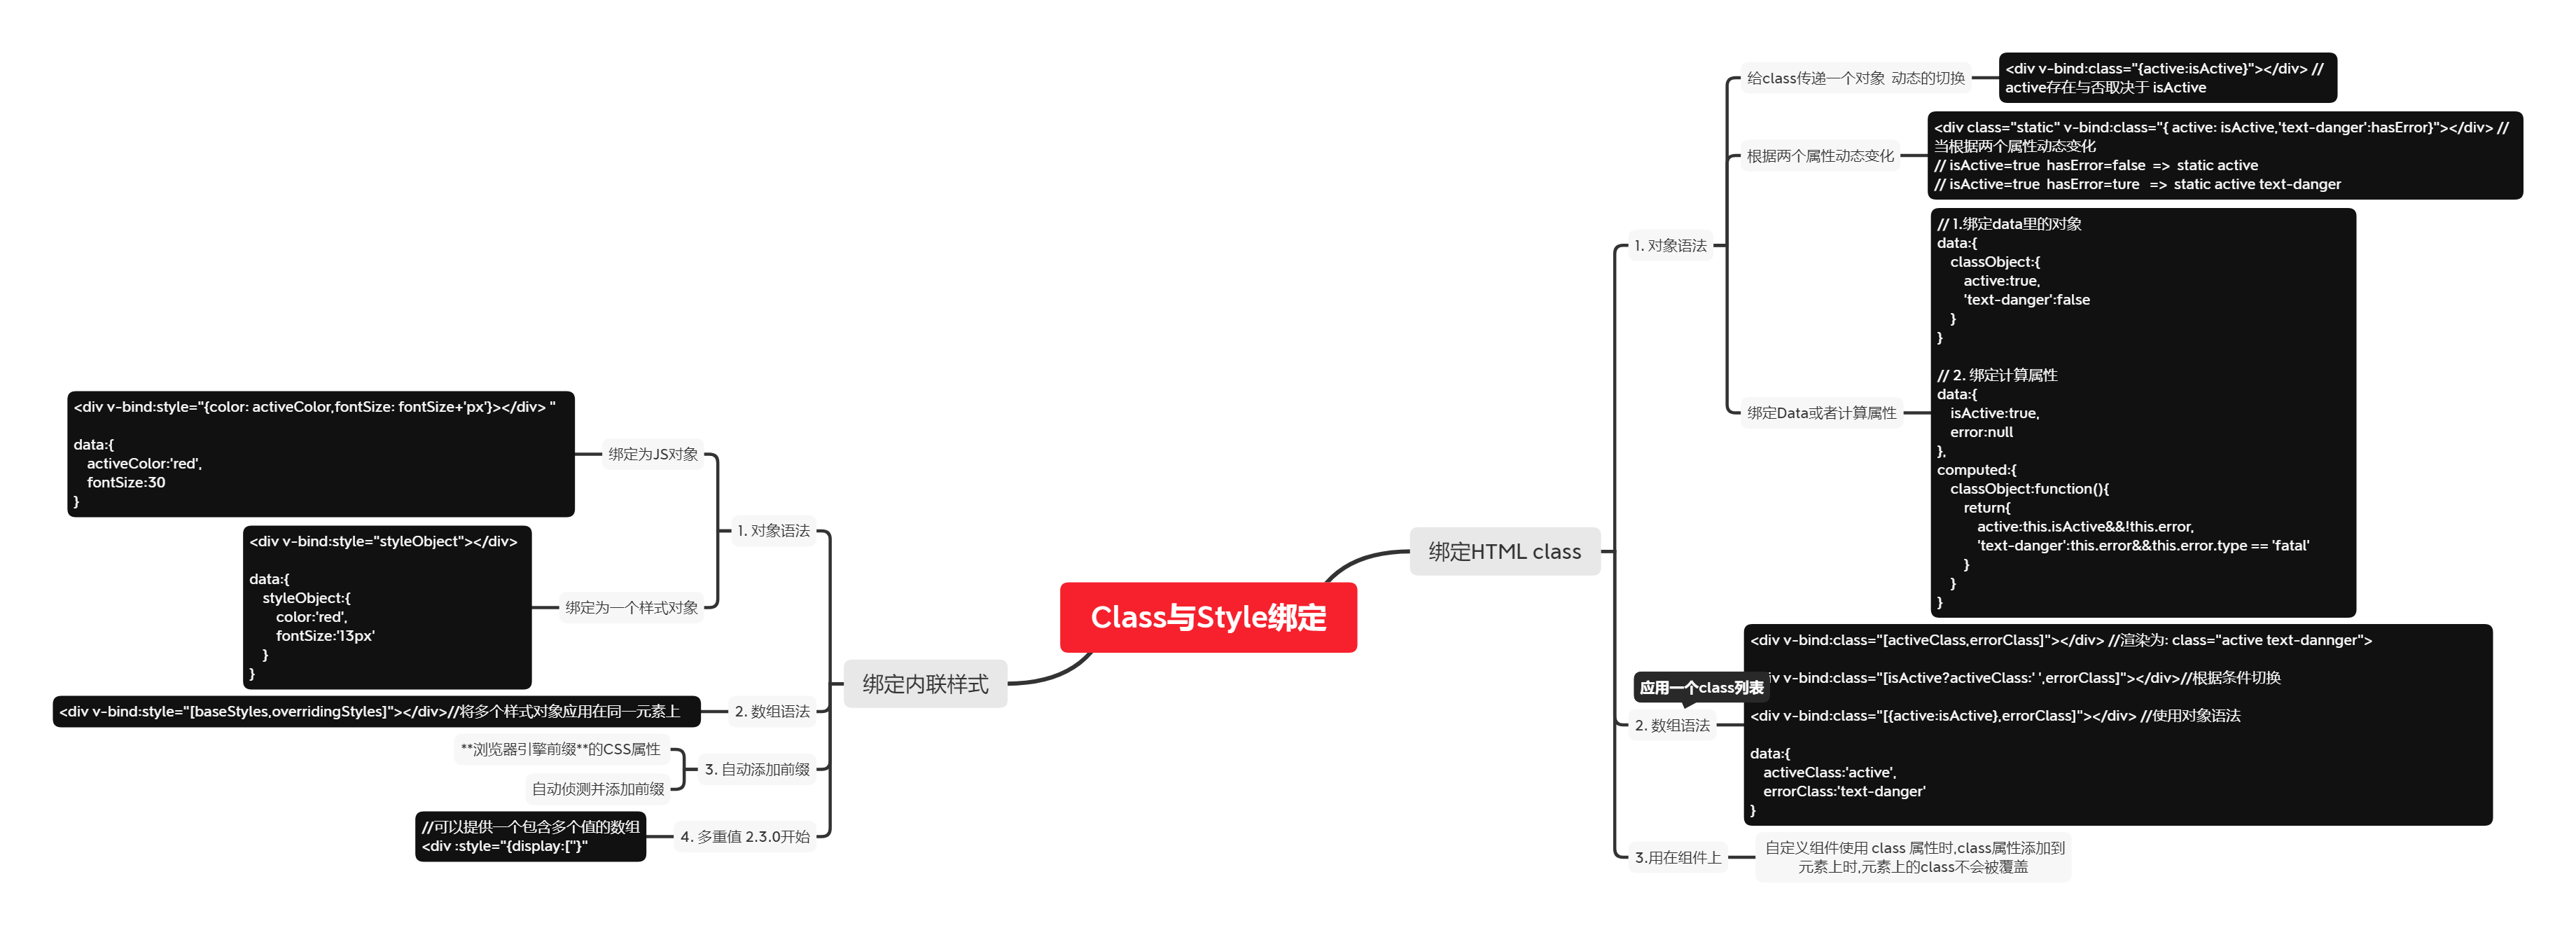 Class与Style绑定
绑定HTML class
1. 对象语法
给class传递一个对象 动态的切换
<div v-bind:class="{active:isActive}"></div> //
active存在与否取决于 isActive
根据两个属性动态变化
<div class="static" v-bind:class="{ active: isActive,'text-danger':hasError}"></div> //
当根据两个属性动态变化
// isActive=true hasError=false => static active
// isActive=true hasError=ture => static active text-danger
绑定Data或者计算属性
// 1.绑定data里的对象
data:{
classObject:{
active:true,
'text-danger':false
}
}
// 2. 绑定计算属性
data:{
isActive:true,
error:null
},
computed:{
classObject:function(){
return{
active:this.isActive&&!this.error,
'text-danger':this.error&&this.error.type == 'fatal'
}
}
}
应用一个class列表
2. 数组语法
<div v-bind:class="[activeClass,errorClass]"></div> //渲染为: class="active text-dannger">
v-bind:class="[isActive?activeClass:' ',errorClass]"></div>//根据条件切换
<div v-bind:class="[{active:isActive},errorClass]"></div> //使用对象语法
data:{
activeClass:'active',
errorClass:'text-danger'
}
3.用在组件上
自定义组件使用 class 属性时,class属性添加到
元素上时,元素上的class不会被覆盖
绑定内联样式
1. 对象语法
绑定为JS对象
<div v-bind:style="{color: activeColor,fontSize: fontSize+'px'}></div> "
data:{
activeColor:'red',
fontSize:30
}
绑定为一个样式对象
<div v-bind:style="styleObject"></div>
data:{
styleObject:{
color:'red',
fontSize:'13px'
}
}
2. 数组语法
<div v-bind:style="[baseStyles,overridingStyles]"></div>//将多个样式对象应用在同一元素上
3. 自动添加前缀
**浏览器引擎前缀**的CSS属性
自动侦测并添加前缀
4. 多重值 2.3.0开始
//可以提供一个包含多个值的数组
<div :style="{display:[''}"